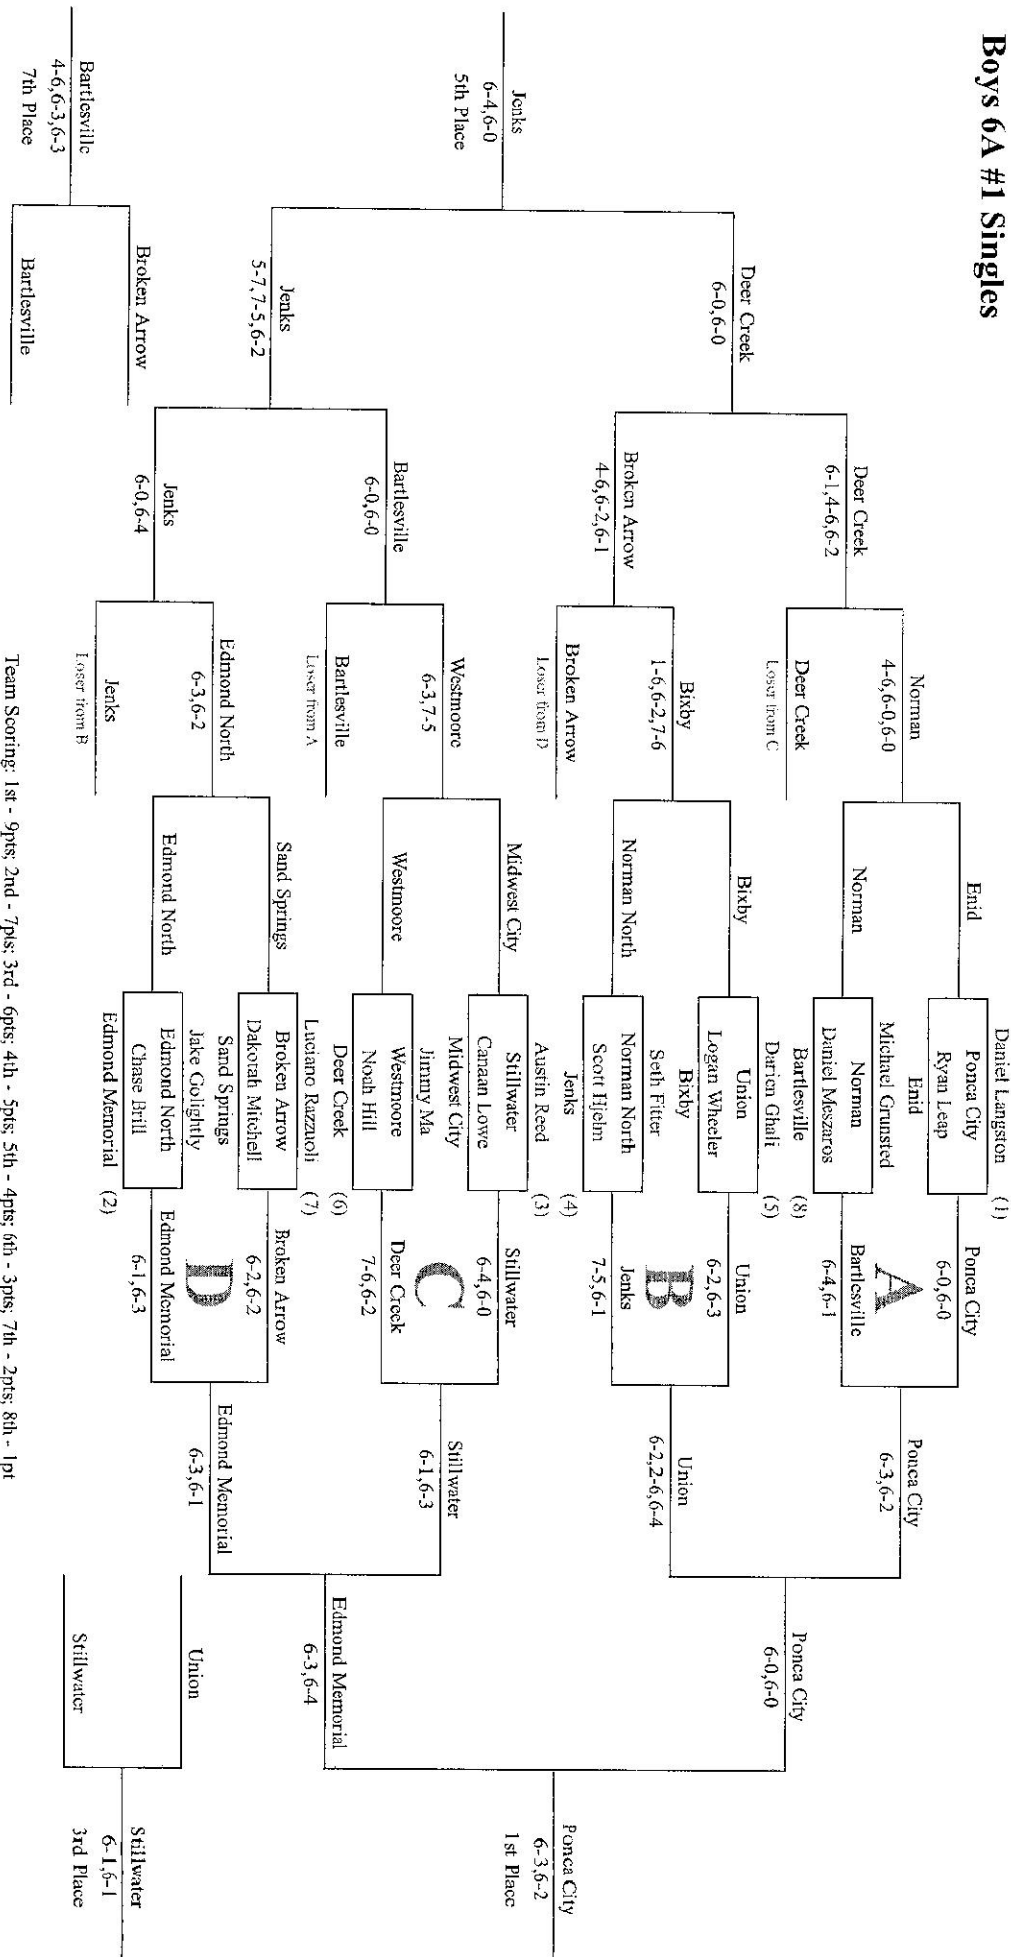 Boys 6A #1 Singles
Jenks
6-4,6-0
5th Place
Bartlesville
4-6,6-3,6-3
7th Place
Deer Creek
6-0,6-0
Jenks
5-7,7-5,6-2
Broken Arrow
Bartlesville
Deer Creek
6-1,4-6,6-2
Broken Arrow
4-6,6-2,6-1
Bartlesville
6-0,6-0
Jenks
6-0,6-4
Norman
4-6,6-0,6-0
Deer Creek
Loser from C
Bixby
1-6,6-2,7-6
Broken Arrow
Loser from D
Westmoore
6-3,7-5
Bartlesville
Loser from A
Edmond North
6-3,6-2
Jenks
Loser from B
Enid
Norman
Bixby
Norman North
Midwest City
Westmoore
Sand Springs
Edmond North
Daniel Langston (1)
Ponca City
Ryan Leap
Enid
Michael Grunsted
Norman
Daniel Mezaros
Bartlesville (8)
Darien Ghali (5)
Union
Logan Wheeler
Bixby
Seth Fitter
Norman North
Scott Hjelm
Jenks (4)
Austin Reed (3)
Stillwater
Canaan Lowe
Midwest City
Jimmy Ma
Westmoore
Noah Hill
Deer Creek (6)
Luciano Razzuoli (7)
Broken Arrow
Dakotah Mitchell
Sand Springs
Jake Golightly
Edmond North
Chase Brill
Edmond Memorial (2)
Ponca City
6-0,6-0
A
Bartlesville
6-4,6-1
Union
6-2,6-3
B
Jenks
7-5,6-1
Stillwater
6-4,6-0
C
Deer Creek
7-6,6-2
Broken Arrow
6-2,6-2
D
Edmond Memorial
6-1,6-3
Ponca City
6-3,6-2
Union
6-2,2-6,6-4
Stillwater
6-1,6-3
Edmond Memorial
6-3,6-1
Ponca City
6-0,6-0
Edmond Memorial
6-3,6-4
Union
Stillwater
Ponca City
6-3,6-2
1st Place
Stillwater
6-1,6-1
3rd Place
Team Scoring: 1st - 9pts; 2nd - 7pts; 3rd - 6pts; 4th - 5pts; 5th - 4pts; 6th - 3pts; 7th - 2pts; 8th - 1pt